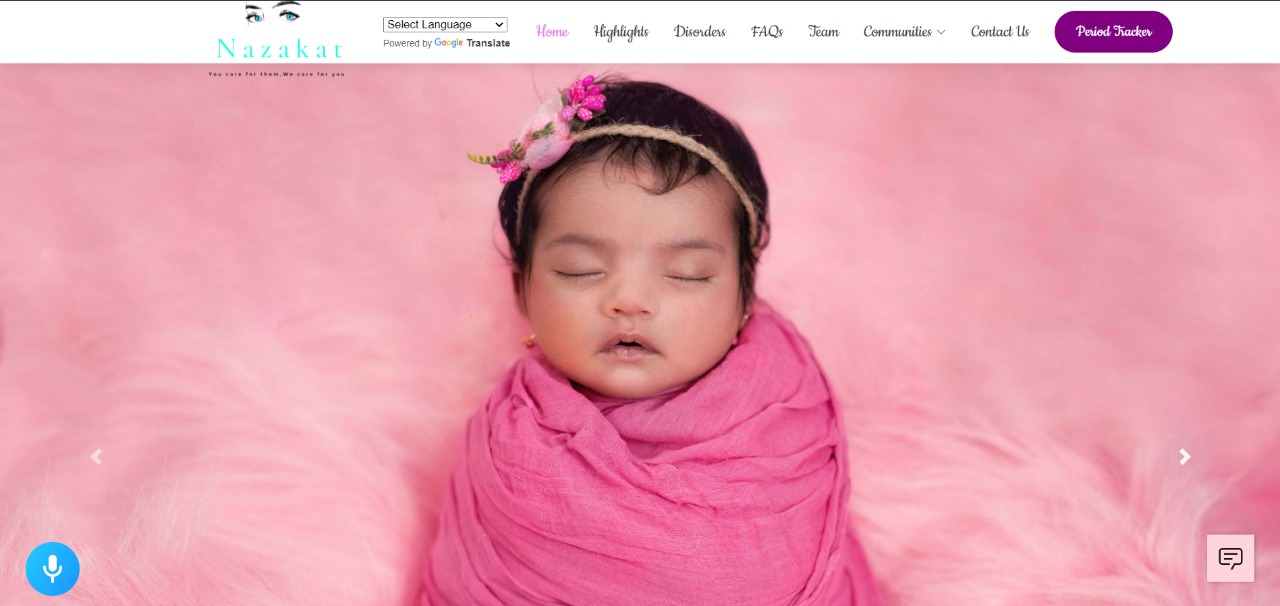 Nazakat
You care for them,We care for you
Select Language
Powered by Google Translate
Home Highlights Disorders FAQs Team Communities Contact Us Period Tracker